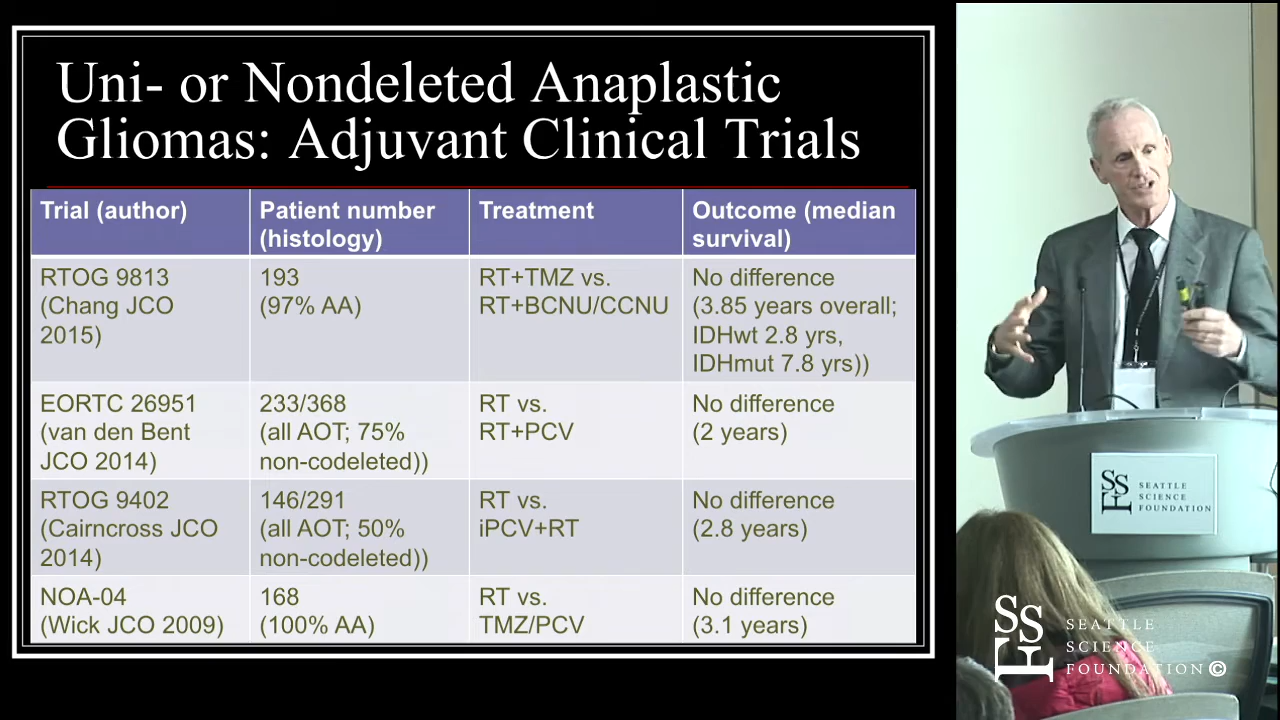 Uni- or Nondeleted Anaplastic
Gliomas: Adjuvant Clinical Trials
Trial (author)
Patient number
(histology)
Treatment
Outcome (median
survival)
RTOG 9813
(Chang JCO
2015)
193
(97% AA)
RT+TMZ vs.
RT+BCNU/CCNU
No difference
(3.85 years overall;
IDHwt 2.8 yrs,
IDHmut 7.8 yrs))
EORTC 26951
(van den Bent
JCO 2014)
233/368
(all AOT; 75%
non-codeleted))
RT vs.
RT+PCV
No difference
(2 years)
RTOG 9402
(Cairncross JCO
2014)
146/291
(all AOT; 50%
non-codeleted))
RT vs.
iPCV+RT
No difference
(2.8 years)
NOA-04
(Wick JCO 2009)
168
(100% AA)
RT vs.
TMZ/PCV
No difference
(3.1 years)
SSF
SEATTLE
SCIENCE
FOUNDATION
SSF
SEATTLE
SCIENCE
FOUNDATION©